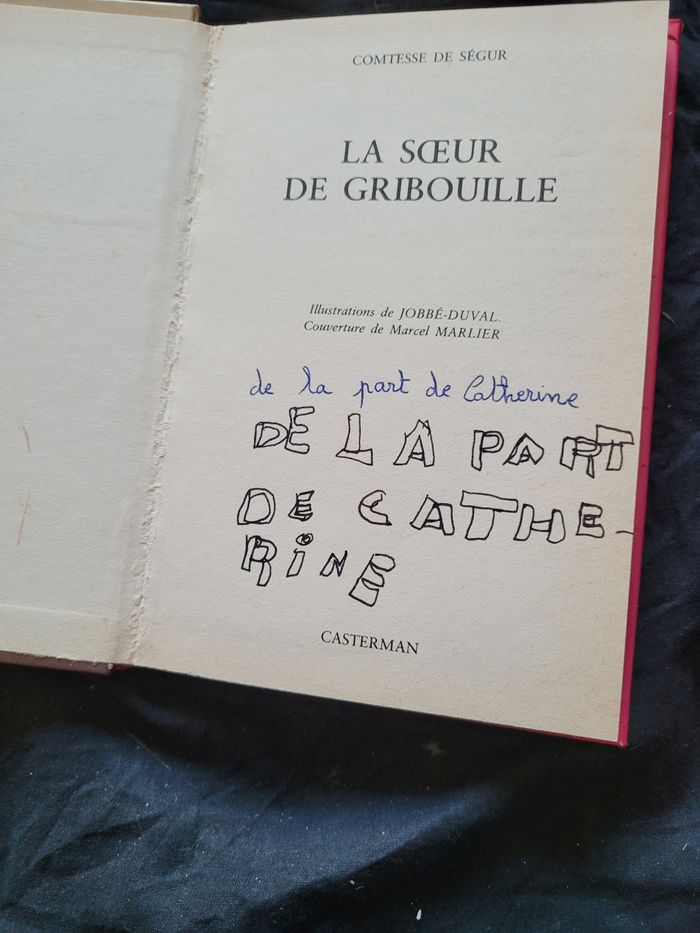 COMTESSE DE SÉGUR
LA SŒUR
DE GRIBOUILLE
Illustrations de JOBBÉ-DUVAL.
Couverture de Marcel MARLIER
de la part de Catherine
DE LA PART
DE CATHE-
RiNE
CASTERMAN